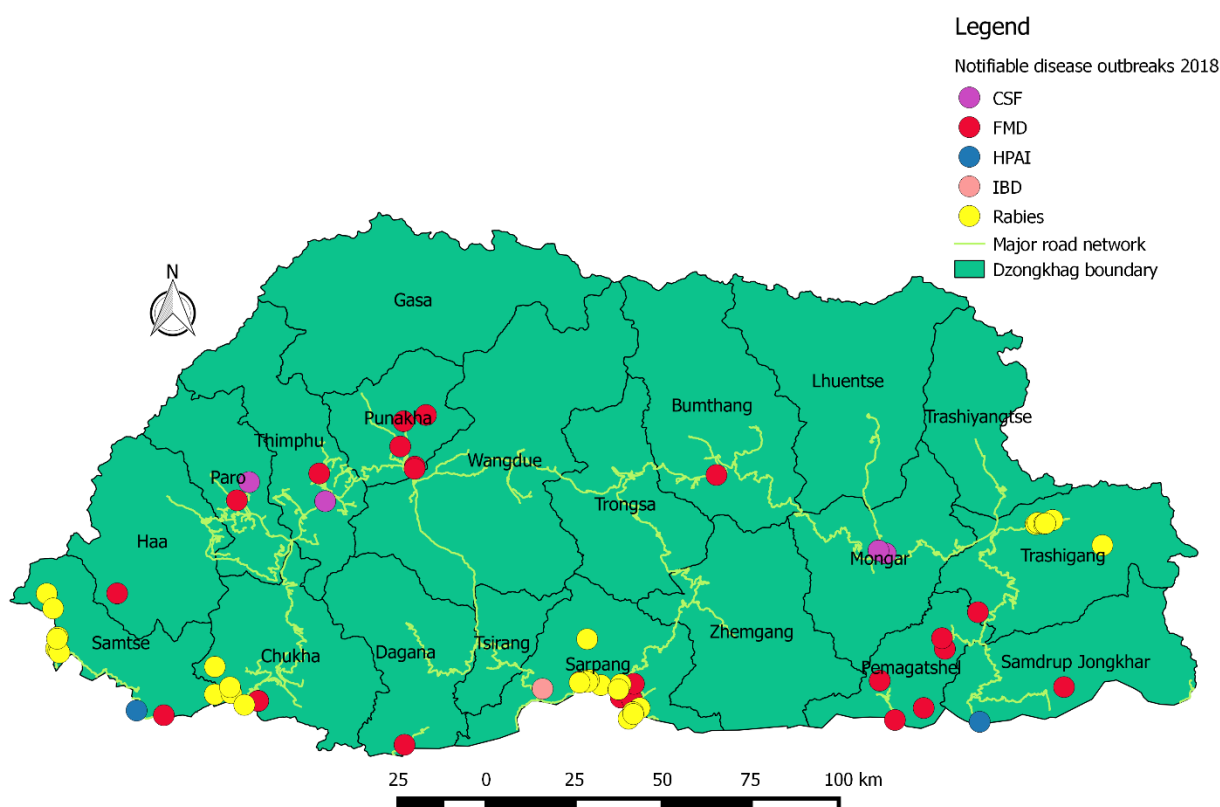 Legend
Notifiable disease outbreaks 2018
CSF
FMD
HPAI
IBD
Rabies
Major road network
Dzongkhag boundary
N
Gasa
Lhuentse
Bumthang
Trashiyangtse
Punakha
Thimphu
Wangdue
Paro
Trongsa
Haa
Mongar
Trashigang
Samtse
Chukha
Dagana
Tsirang
Sarpang
Zhemgang
Pemagatshel
Samdrup Jongkhar
25 0 25 50 75 100 km